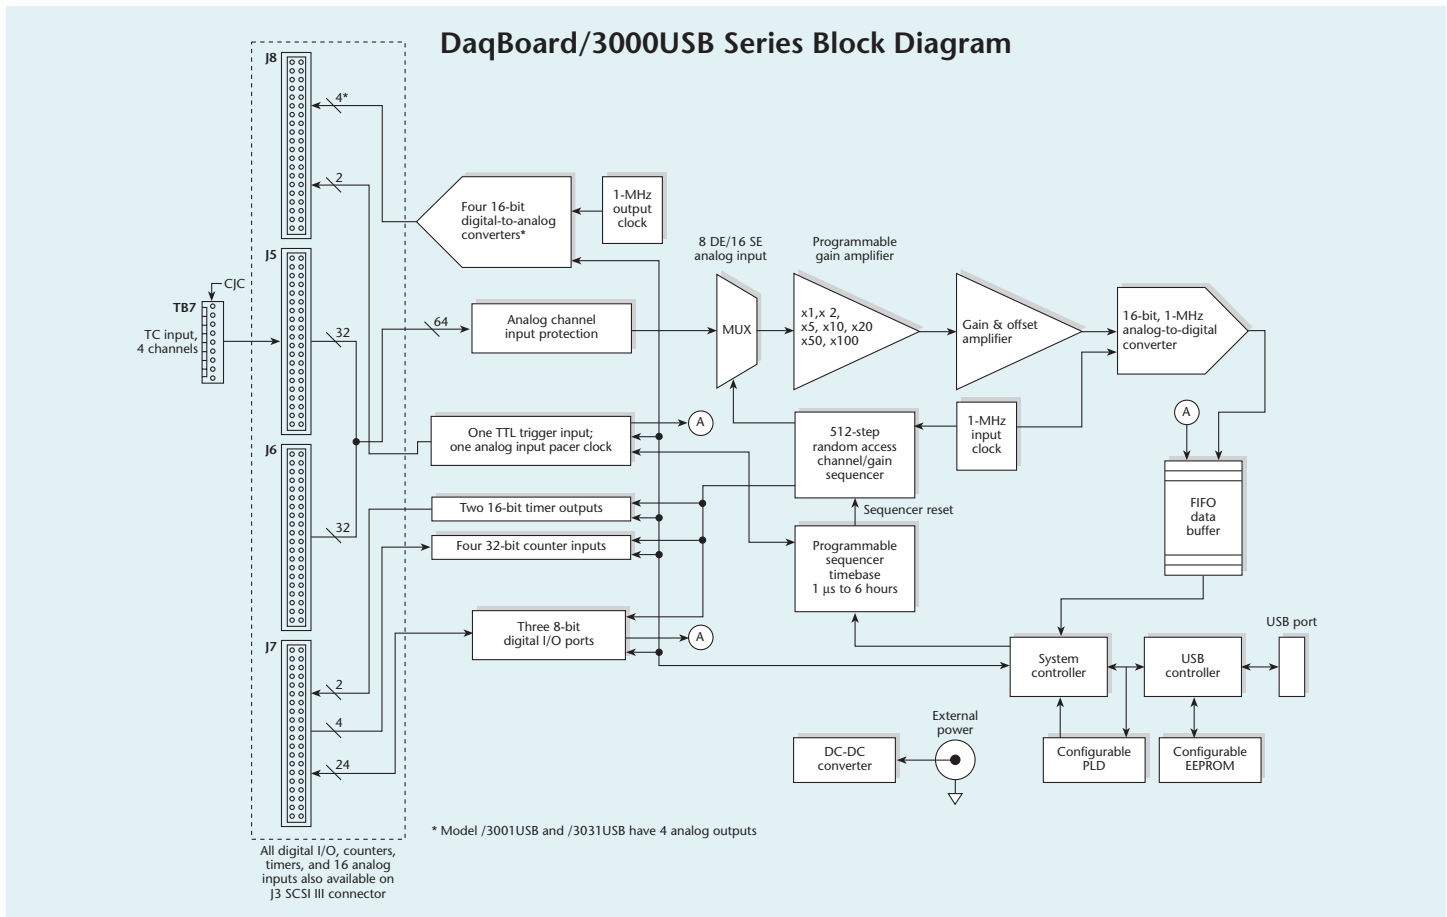 DaqBoard/3000USB Series Block Diagram
J8
4*
2
Four 16-bit
digital-to-analog
converters*
1-MHz
output
clock
J5
CJC
TB7
TC input,
4 channels
32
64
Analog channel
input protection
8 DE/16 SE
analog input
MUX
Programmable
gain amplifier
x1,x 2,
x5, x10, x20
x50, x100
Gain & offset
amplifier
16-bit, 1-MHz
analog-to-digital
converter
One TTL trigger input;
one analog input pacer clock
A
512-step
random access
channel/gain
sequencer
1-MHz
input
clock
A
J6
32
Two 16-bit timer outputs
Four 32-bit counter inputs
Sequencer reset
Programmable
sequencer
timebase
1 µs to 6 hours
FIFO
data
buffer
J7
Three 8-bit
digital I/O ports
A
System
controller
USB
controller
USB port
2
4
24
DC-DC
converter
External
power
Configurable
PLD
Configurable
EEPROM
* Model /3001USB and /3031USB have 4 analog outputs
All digital I/O, counters,
timers, and 16 analog
inputs also available on
J3 SCSI III connector